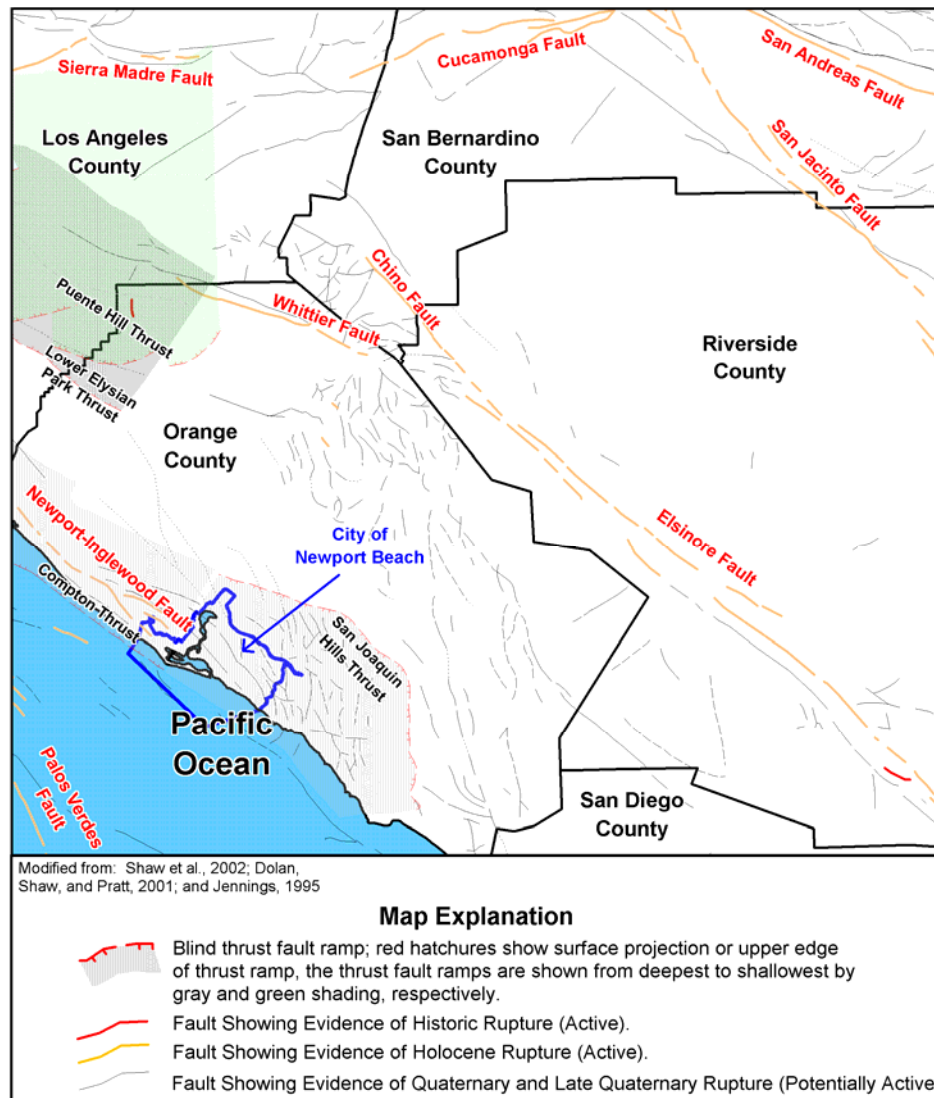 Sierra Madre Fault
Cucamonga Fault
San Andreas Fault
Los Angeles
County
San Bernardino
County
San Jacinto Fault
Chino Fault
Puente Hill Thrust
Whittier Fault
Lower Elysian
Park Thrust
Riverside
County
Orange
County
Newport-Inglewood Fault
City of
Newport Beach
Elsinore Fault
Compton-Thrust
San Joaquin
Hills Thrust
Pacific
Ocean
Palos Verdes
Fault
San Diego
County
Modified from: Shaw et al., 2002; Dolan,
Shaw, and Pratt, 2001; and Jennings, 1995
Map Explanation
Blind thrust fault ramp; red hatchures show surface projection or upper edge
of thrust ramp, the thrust fault ramps are shown from deepest to shallowest by
gray and green shading, respectively.
Fault Showing Evidence of Historic Rupture (Active).
Fault Showing Evidence of Holocene Rupture (Active).
Fault Showing Evidence of Quaternary and Late Quaternary Rupture (Potentially Active